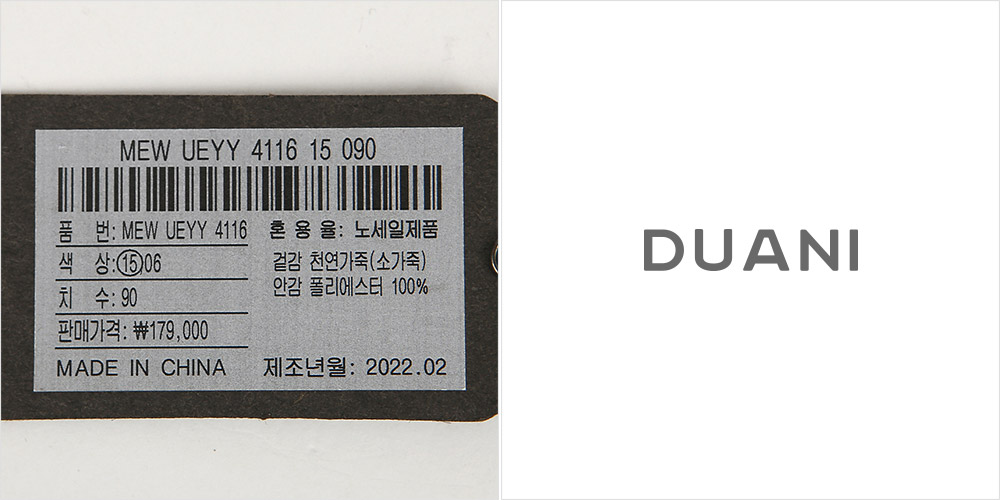 MEW UEYY 4116 15 090
품 번: MEW UEYY 4116
색 상:(15)06
치 수: 90
판매가격: ₩179,000
MADE IN CHINA
혼 용 율: 노세일제품
겉감 천연가죽(소가죽)
안감 폴리에스터 100%
제조년월: 2022.02
DUANI